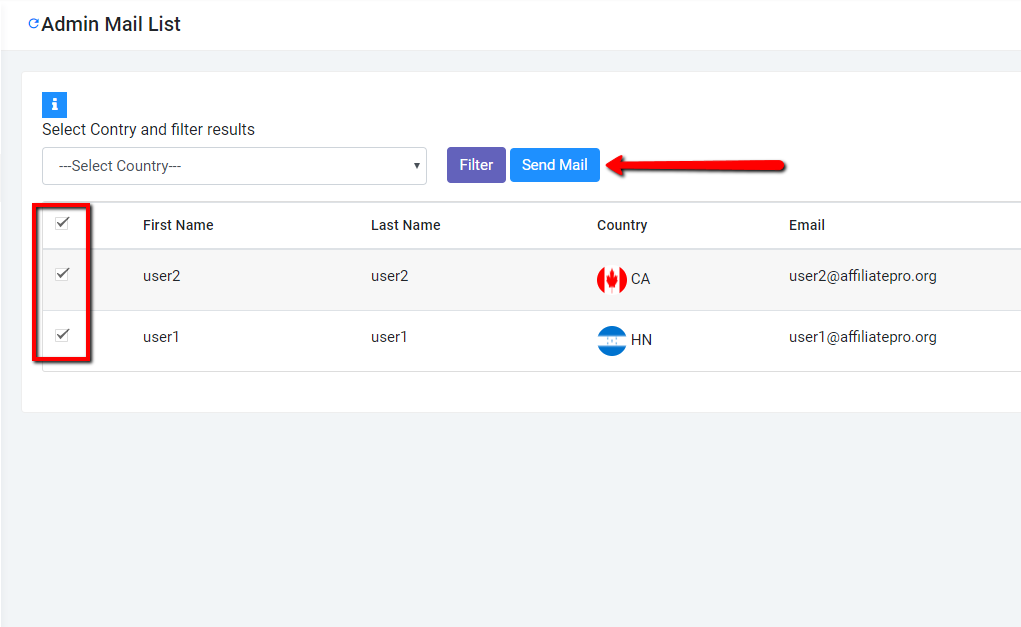 Admin Mail List
i
Select Contry and filter results
---Select Country---
Filter
Send Mail
First Name Last Name Country Email
user2 user2 CA user2@affiliatepro.org
user1 user1 HN user1@affiliatepro.org